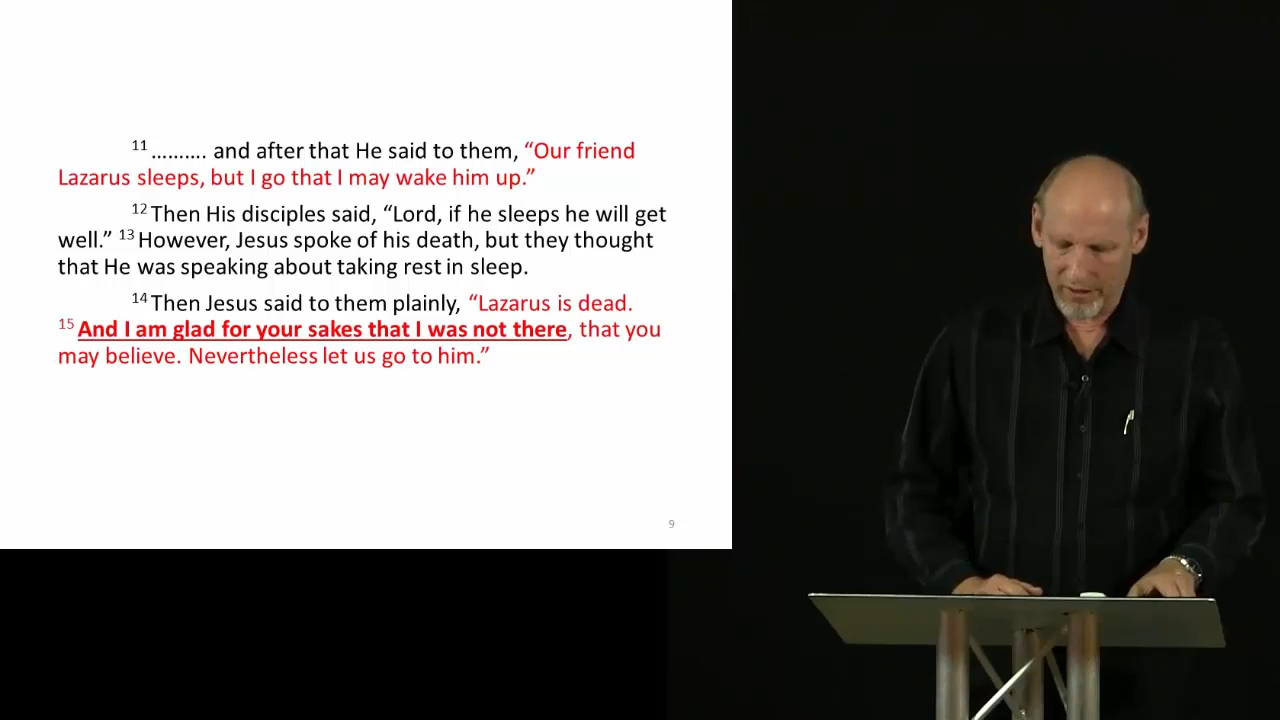 11 ………. and after that He said to them, “Our friend
Lazarus sleeps, but I go that I may wake him up.”
12 Then His disciples said, “Lord, if he sleeps he will get
well.” 13 However, Jesus spoke of his death, but they thought
that He was speaking about taking rest in sleep.
14 Then Jesus said to them plainly, “Lazarus is dead.
15 And I am glad for your sakes that I was not there, that you
may believe. Nevertheless let us go to him.”
9